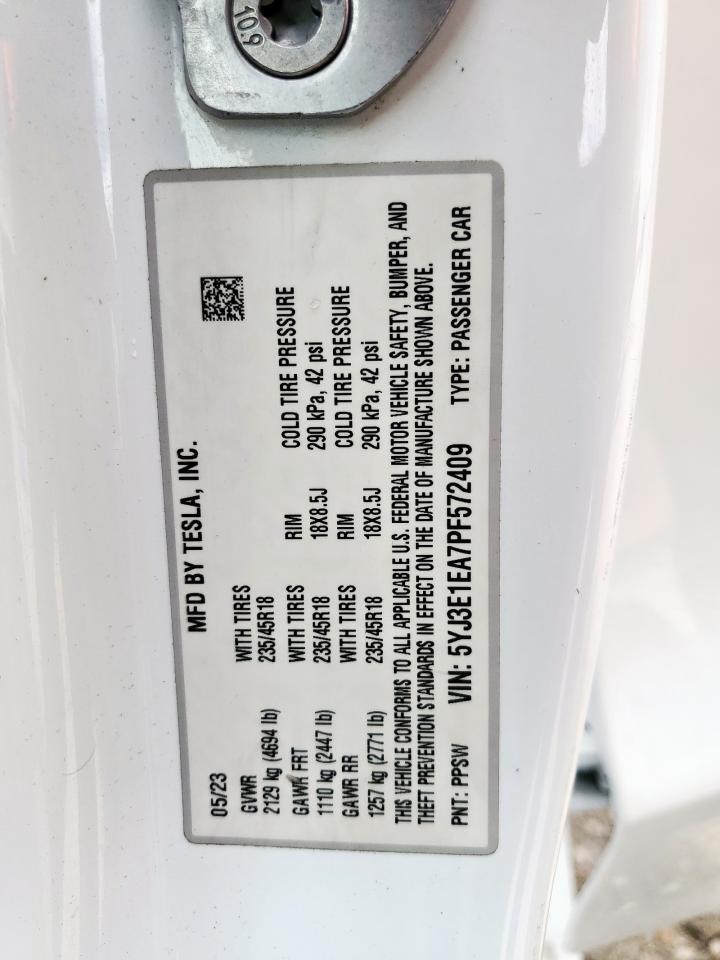 10.9
MFD BY TESLA, INC.
05/23
GVWR WITH TIRES
2129 kg (4694 lb) 235/45R18
GAWR FRT WITH TIRES RIM COLD TIRE PRESSURE
1110 kg (2447 lb) 235/45R18 18X8.5J 290 kPa, 42 psi
GAWR RR WITH TIRES RIM COLD TIRE PRESSURE
1257 kg (2771 lb) 235/45R18 18X8.5J 290 kPa, 42 psi
THIS VEHICLE CONFORMS TO ALL APPLICABLE U.S. FEDERAL MOTOR VEHICLE SAFETY, BUMPER, AND
THEFT PREVENTION STANDARDS IN EFFECT ON THE DATE OF MANUFACTURE SHOWN ABOVE.
PNT: PPSW VIN: 5YJ3E1EA7PF572409 TYPE: PASSENGER CAR